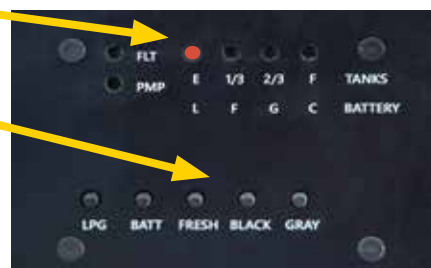 FLT
E 1/3 2/3 F TANKS
PMP
L F G C BATTERY
LPG BATT FRESH BLACK GRAY